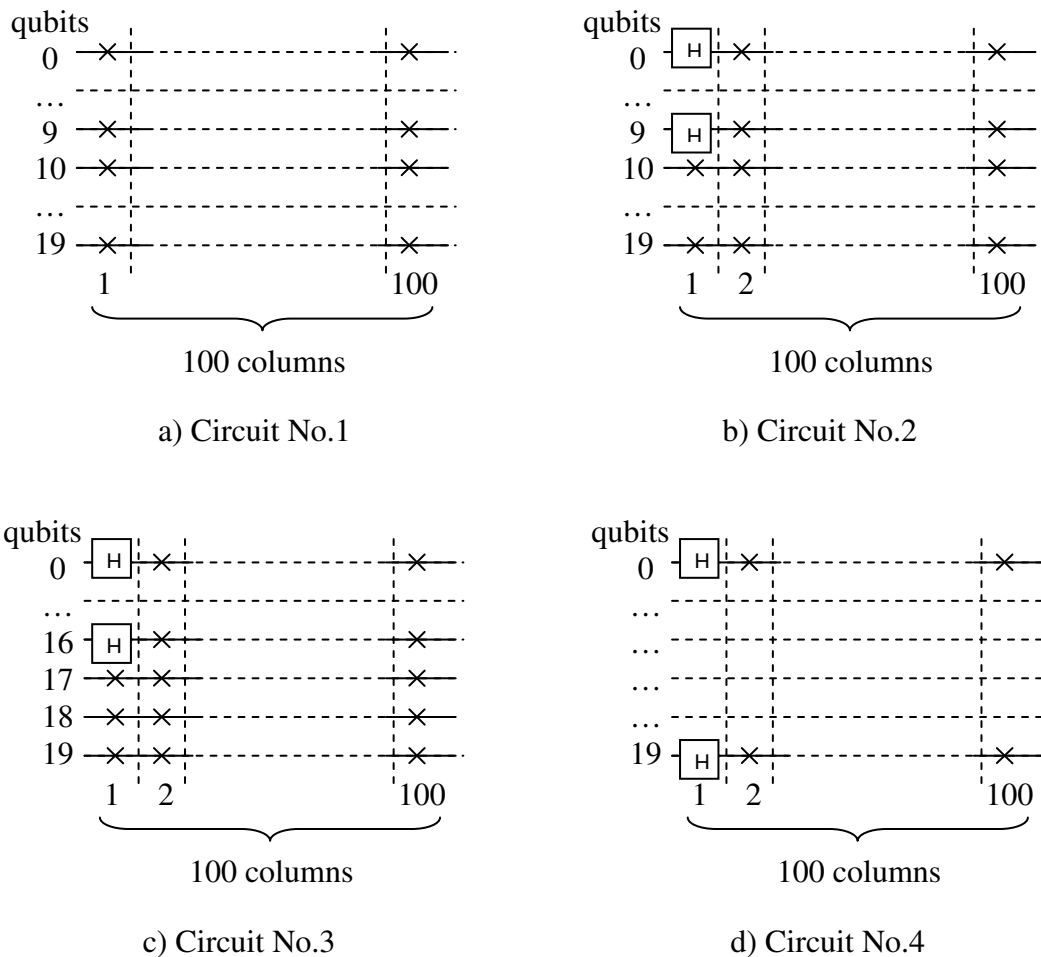 qubits
0
…
9
10
…
19
1
100
100 columns
a) Circuit No.1
qubits
0
H
…
9
H
10
…
19
1
2
100
100 columns
b) Circuit No.2
qubits
0
H
…
16
H
17
18
19
1
2
100
100 columns
c) Circuit No.3
qubits
0
H
…
…
…
…
19
H
1
2
100
100 columns
d) Circuit No.4